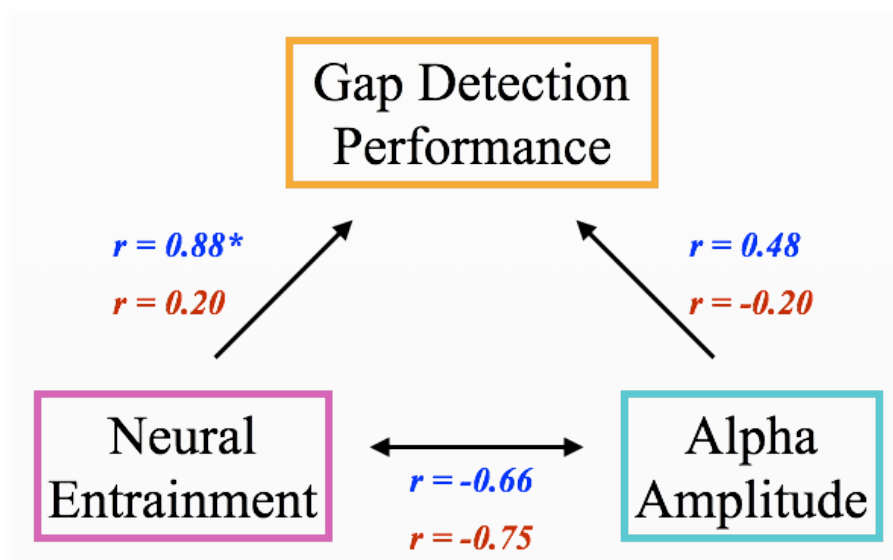 Gap Detection
Performance
r = 0.88*
r = 0.48
r = 0.20
r = -0.20
Neural
Entrainment
r = -0.66
r = -0.75
Alpha
Amplitude